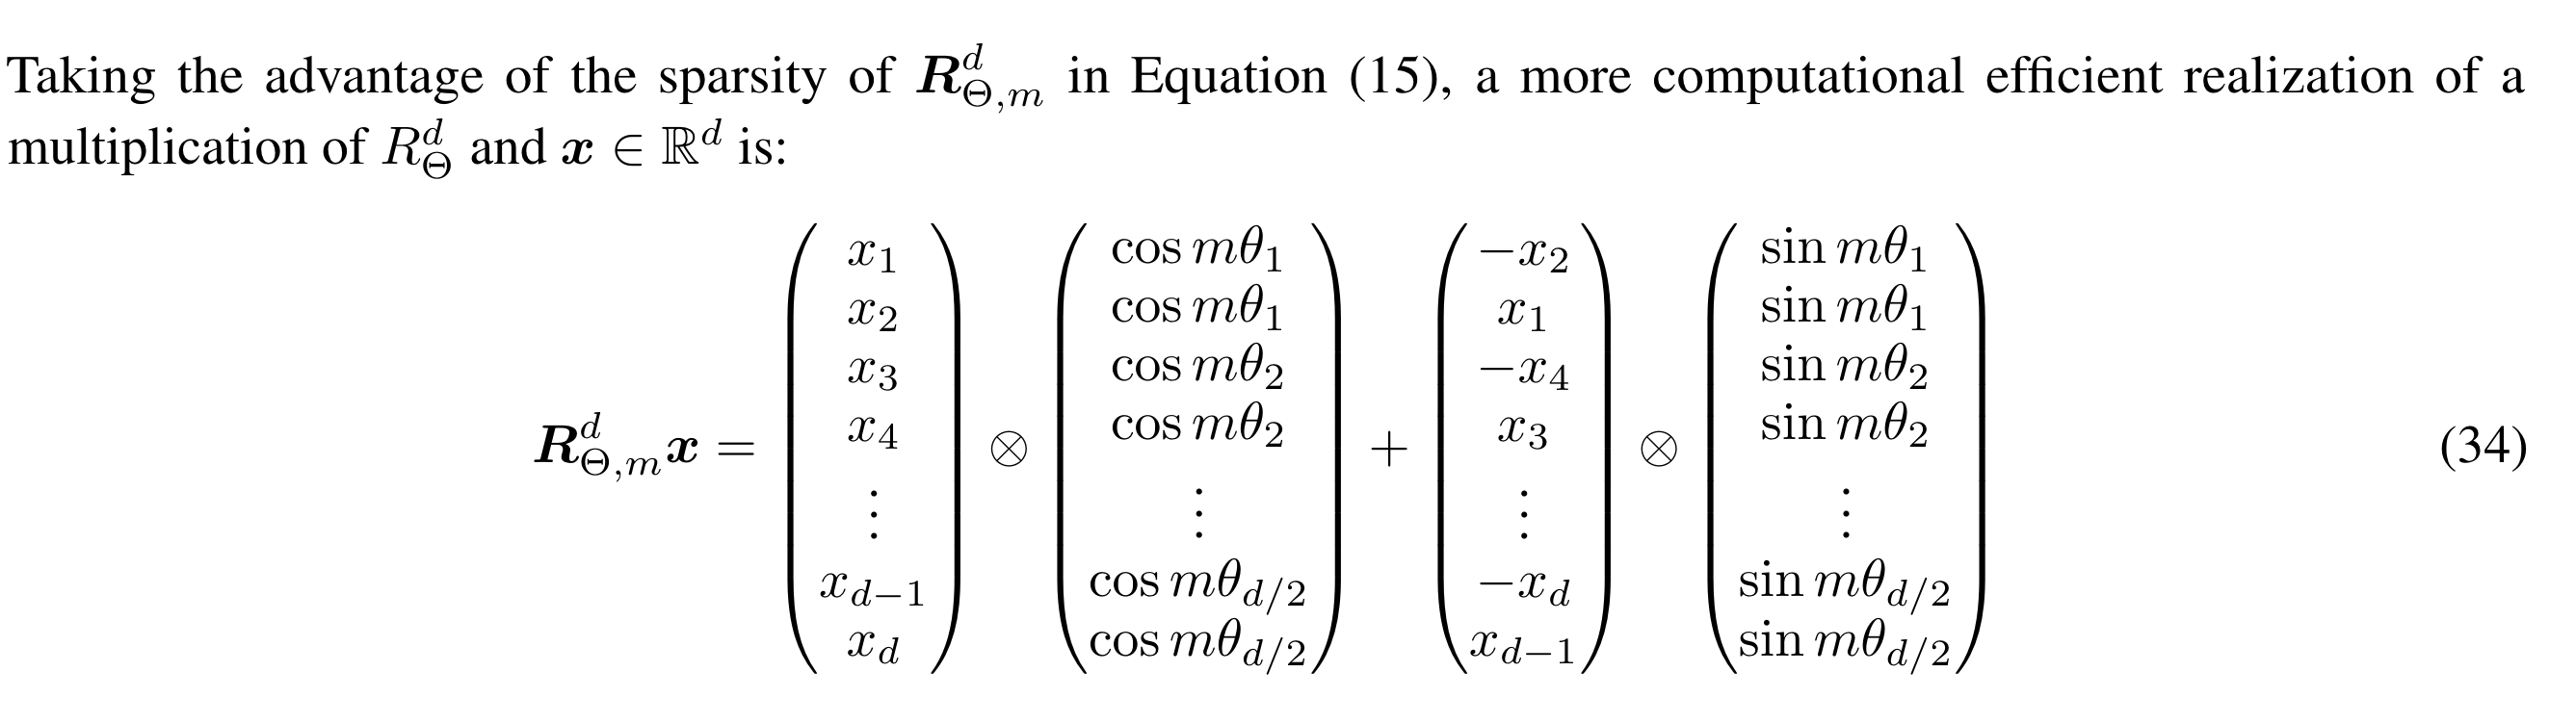 Taking the advantage of the sparsity of $\boldsymbol{R}^d_{\Theta,m}$ in Equation (15), a more computational efficient realization of a
multiplication of $R^d_{\Theta}$ and $\boldsymbol{x} \in \mathbb{R}^d$ is:
$\boldsymbol{R}^d_{\Theta,m}\boldsymbol{x} = \begin{pmatrix} x_1 \\ x_2 \\ x_3 \\ x_4 \\ \vdots \\ x_{d-1} \\ x_d \end{pmatrix} \otimes \begin{pmatrix} \cos m\theta_1 \\ \cos m\theta_1 \\ \cos m\theta_2 \\ \cos m\theta_2 \\ \vdots \\ \cos m\theta_{d/2} \\ \cos m\theta_{d/2} \end{pmatrix} + \begin{pmatrix} -x_2 \\ x_1 \\ -x_4 \\ x_3 \\ \vdots \\ -x_d \\ x_{d-1} \end{pmatrix} \otimes \begin{pmatrix} \sin m\theta_1 \\ \sin m\theta_1 \\ \sin m\theta_2 \\ \sin m\theta_2 \\ \vdots \\ \sin m\theta_{d/2} \\ \sin m\theta_{d/2} \end{pmatrix}$ (34)